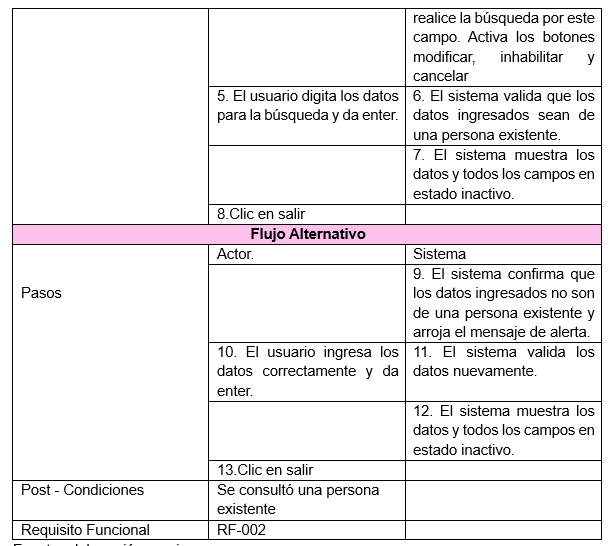 realice la búsqueda por este
campo. Activa los botones
modificar, inhabilitar y
cancelar
5. El usuario digita los datos
para la búsqueda y da enter.
6. El sistema valida que los
datos ingresados sean de
una persona existente.
7. El sistema muestra los
datos y todos los campos en
estado inactivo.
8.Clic en salir
Flujo Alternativo
Pasos
Actor.
Sistema
9. El sistema confirma que
los datos ingresados no son
de una persona existente y
arroja el mensaje de alerta.
10. El usuario ingresa los
datos correctamente y da
enter.
11. El sistema valida los
datos nuevamente.
12. El sistema muestra los
datos y todos los campos en
estado inactivo.
13.Clic en salir
Post - Condiciones
Se consultó una persona
existente
Requisito Funcional
RF-002